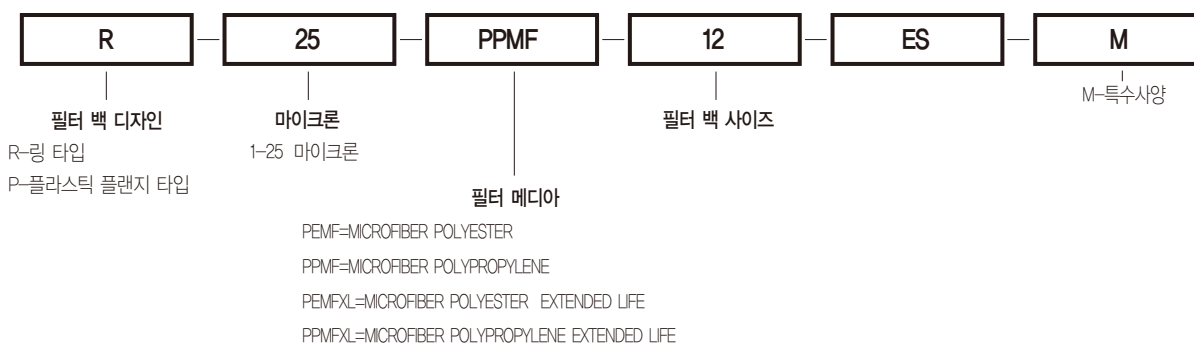 R — 25 — PPMF — 12 — ES — M
M-특수사양
필터 백 디자인 마이크론 필터 백 사이즈
R-링 타입 1-25 마이크론
P-플라스틱 플랜지 타입
필터 메디아
PEMF=MICROFIBER POLYESTER
PPMF=MICROFIBER POLYPROPYLENE
PEMFXL=MICROFIBER POLYESTER EXTENDED LIFE
PPMFXL=MICROFIBER POLYPROPYLENE EXTENDED LIFE